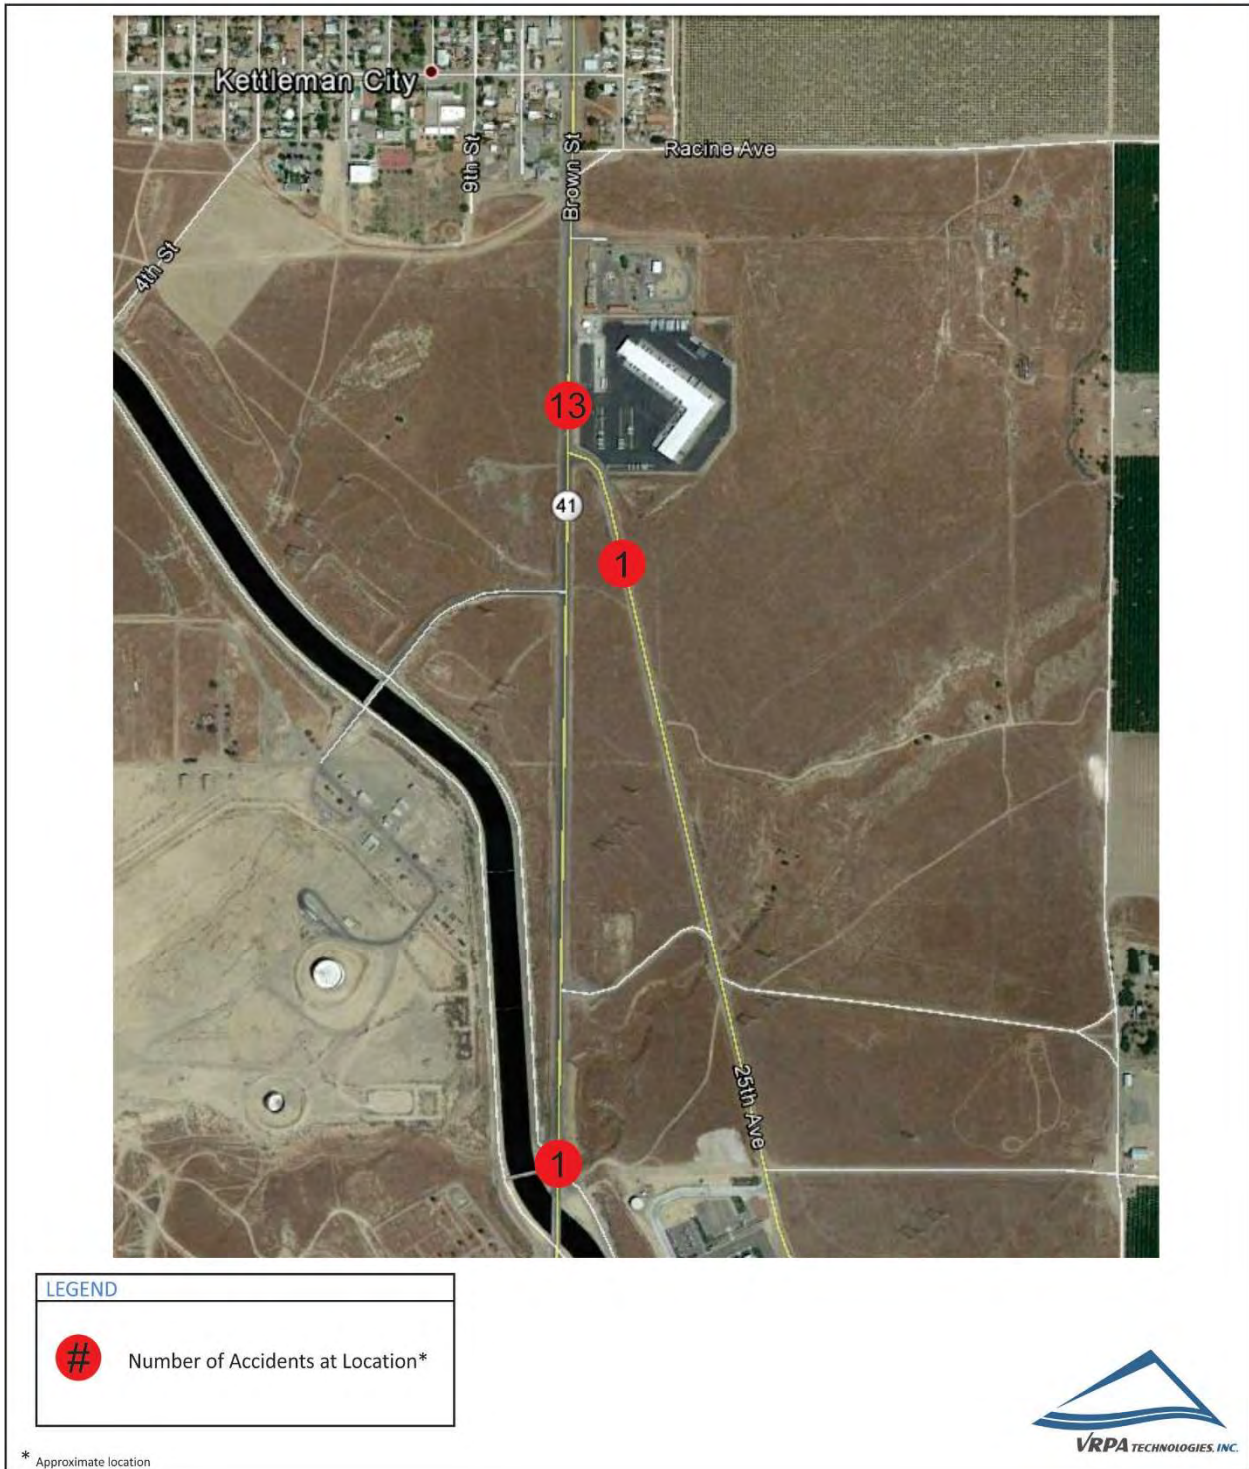 Kettleman City
9th St
Brown St
Racine Ave
4th St
13
41
1
25th Ave
1
LEGEND
# Number of Accidents at Location*
* Approximate location
VRPA TECHNOLOGIES, INC.